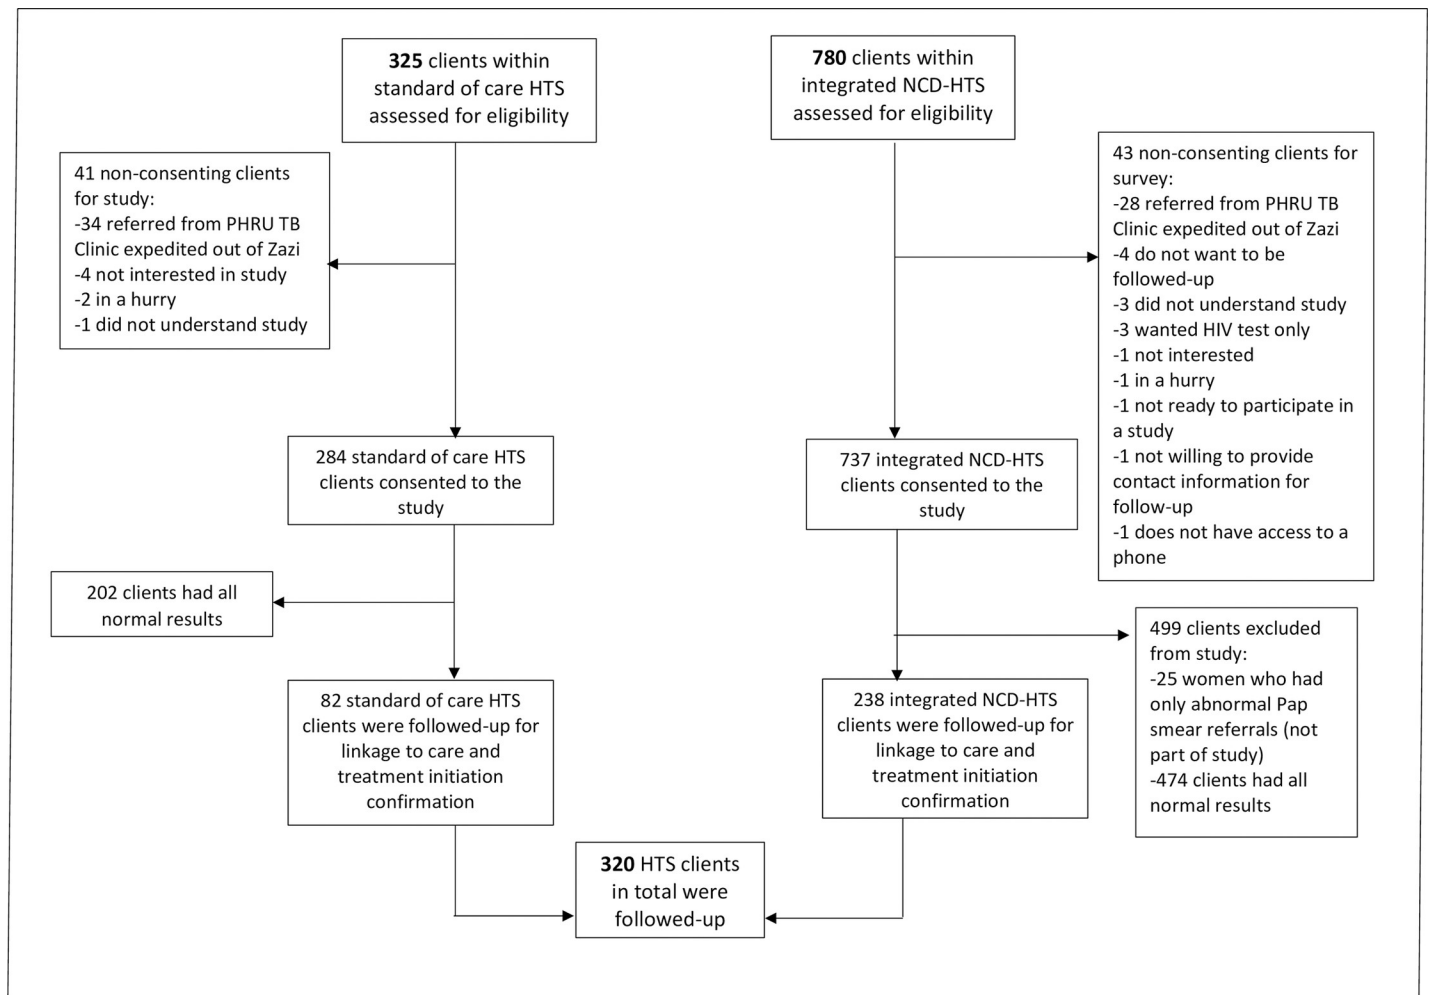 325 clients within
standard of care HTS
assessed for eligibility
780 clients within
integrated NCD-HTS
assessed for eligibility
41 non-consenting clients
for study:
-34 referred from PHRU TB
Clinic expedited out of Zazi
-4 not interested in study
-2 in a hurry
-1 did not understand study
43 non-consenting clients for
survey:
-28 referred from PHRU TB
Clinic expedited out of Zazi
-4 do not want to be
followed-up
-3 did not understand study
-3 wanted HIV test only
-1 not interested
-1 in a hurry
-1 not ready to participate in
a study
-1 not willing to provide
contact information for
follow-up
-1 does not have access to a
phone
284 standard of care HTS
clients consented to the
study
737 integrated NCD-HTS
clients consented to the
study
202 clients had all
normal results
499 clients excluded
from study:
-25 women who had
only abnormal Pap
smear referrals (not
part of study)
-474 clients had all
normal results
82 standard of care HTS
clients were followed-up for
linkage to care and
treatment initiation
confirmation
238 integrated NCD-HTS
clients were followed-up for
linkage to care and
treatment initiation
confirmation
320 HTS clients
in total were
followed-up